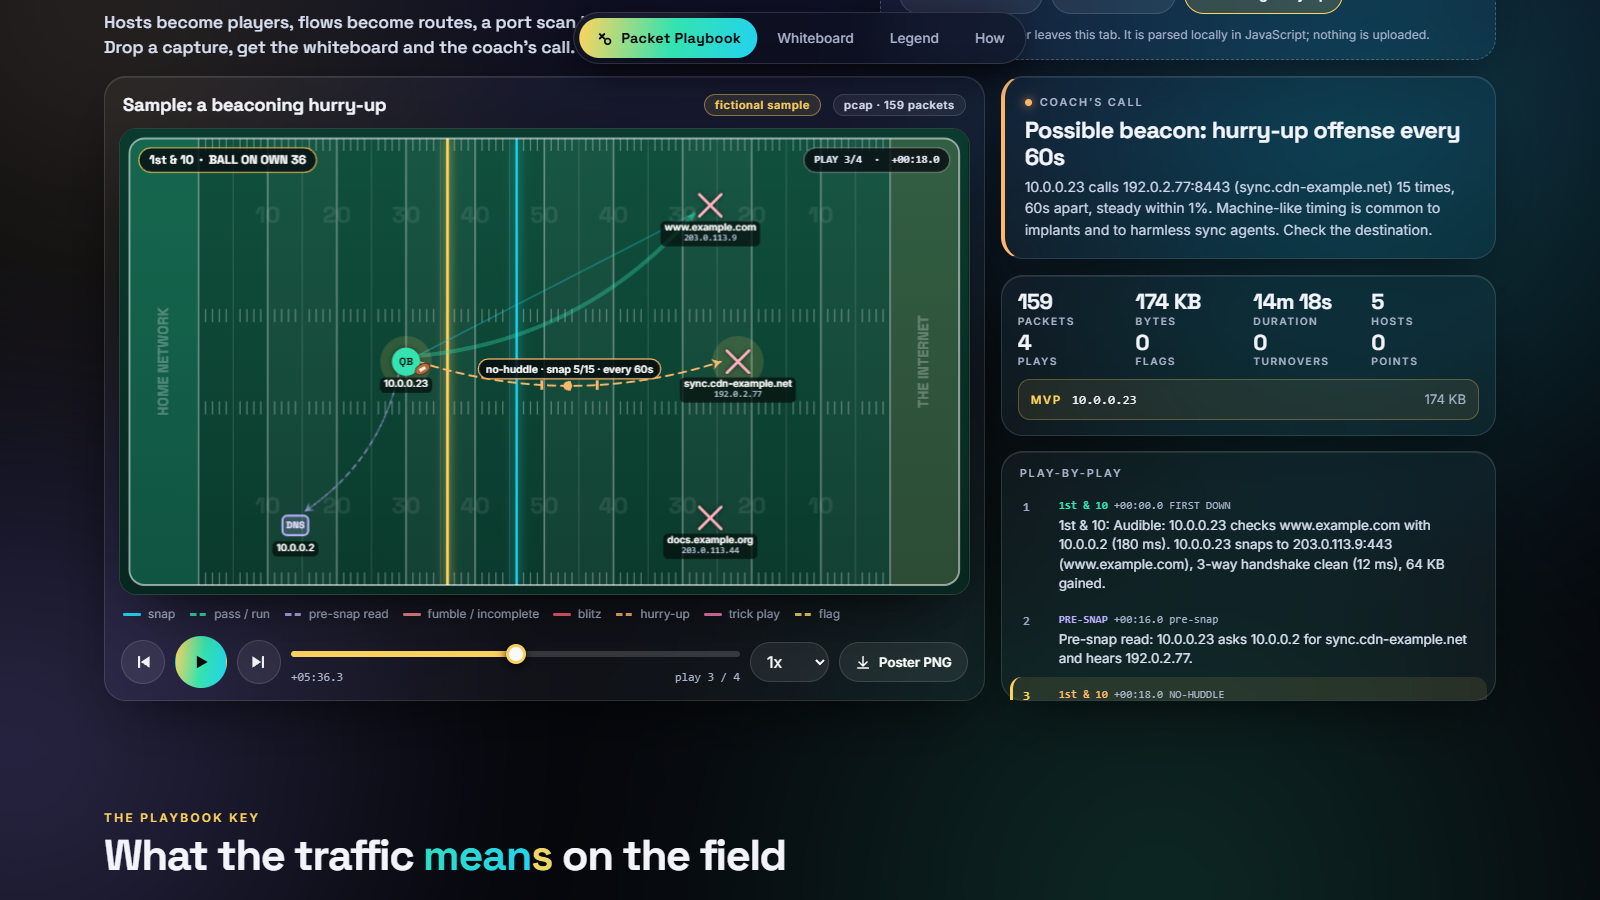 Hosts become players, flows become routes, a port scan
Drop a capture, get the whiteboard and the coach's call.
Packet Playbook
Whiteboard
Legend
How
r leaves this tab. It is parsed locally in JavaScript; nothing is uploaded.
Sample: a beaconing hurry-up
fictional sample
pcap · 159 packets
1st & 10 · BALL ON OWN 36
PLAY 3/4 · +00:18.0
10 20 30 40 50 40 30 20 10
www.example.com
203.0.113.9
HOME NETWORK
THE INTERNET
QB
10.0.0.23
no-huddle · snap 5/15 · every 60s
sync.cdn-example.net
192.0.2.77
10 20 30 40 50 40 30 20 10
DNS
10.0.0.2
docs.example.org
203.0.113.44
snap
pass / run
pre-snap read
fumble / incomplete
blitz
hurry-up
trick play
flag
+05:36.3
play 3 / 4
1x
Poster PNG
COACH'S CALL
Possible beacon: hurry-up offense every
60s
10.0.0.23 calls 192.0.2.77:8443 (sync.cdn-example.net) 15 times,
60s apart, steady within 1%. Machine-like timing is common to
implants and to harmless sync agents. Check the destination.
159 174 KB 14m 18s 5
PACKETS BYTES DURATION HOSTS
4 0 0 0
PLAYS FLAGS TURNOVERS POINTS
MVP 10.0.0.23 174 KB
PLAY-BY-PLAY
1 1st & 10 +00:00.0 FIRST DOWN
1st & 10: Audible: 10.0.0.23 checks www.example.com with
10.0.0.2 (180 ms). 10.0.0.23 snaps to 203.0.113.9:443
(www.example.com), 3-way handshake clean (12 ms), 64 KB
gained.
2 PRE-SNAP +00:16.0 pre-snap
Pre-snap read: 10.0.0.23 asks 10.0.0.2 for sync.cdn-example.net
and hears 192.0.2.77.
3 1st & 10 +00:18.0 NO-HUDDLE
THE PLAYBOOK KEY
What the traffic means on the field